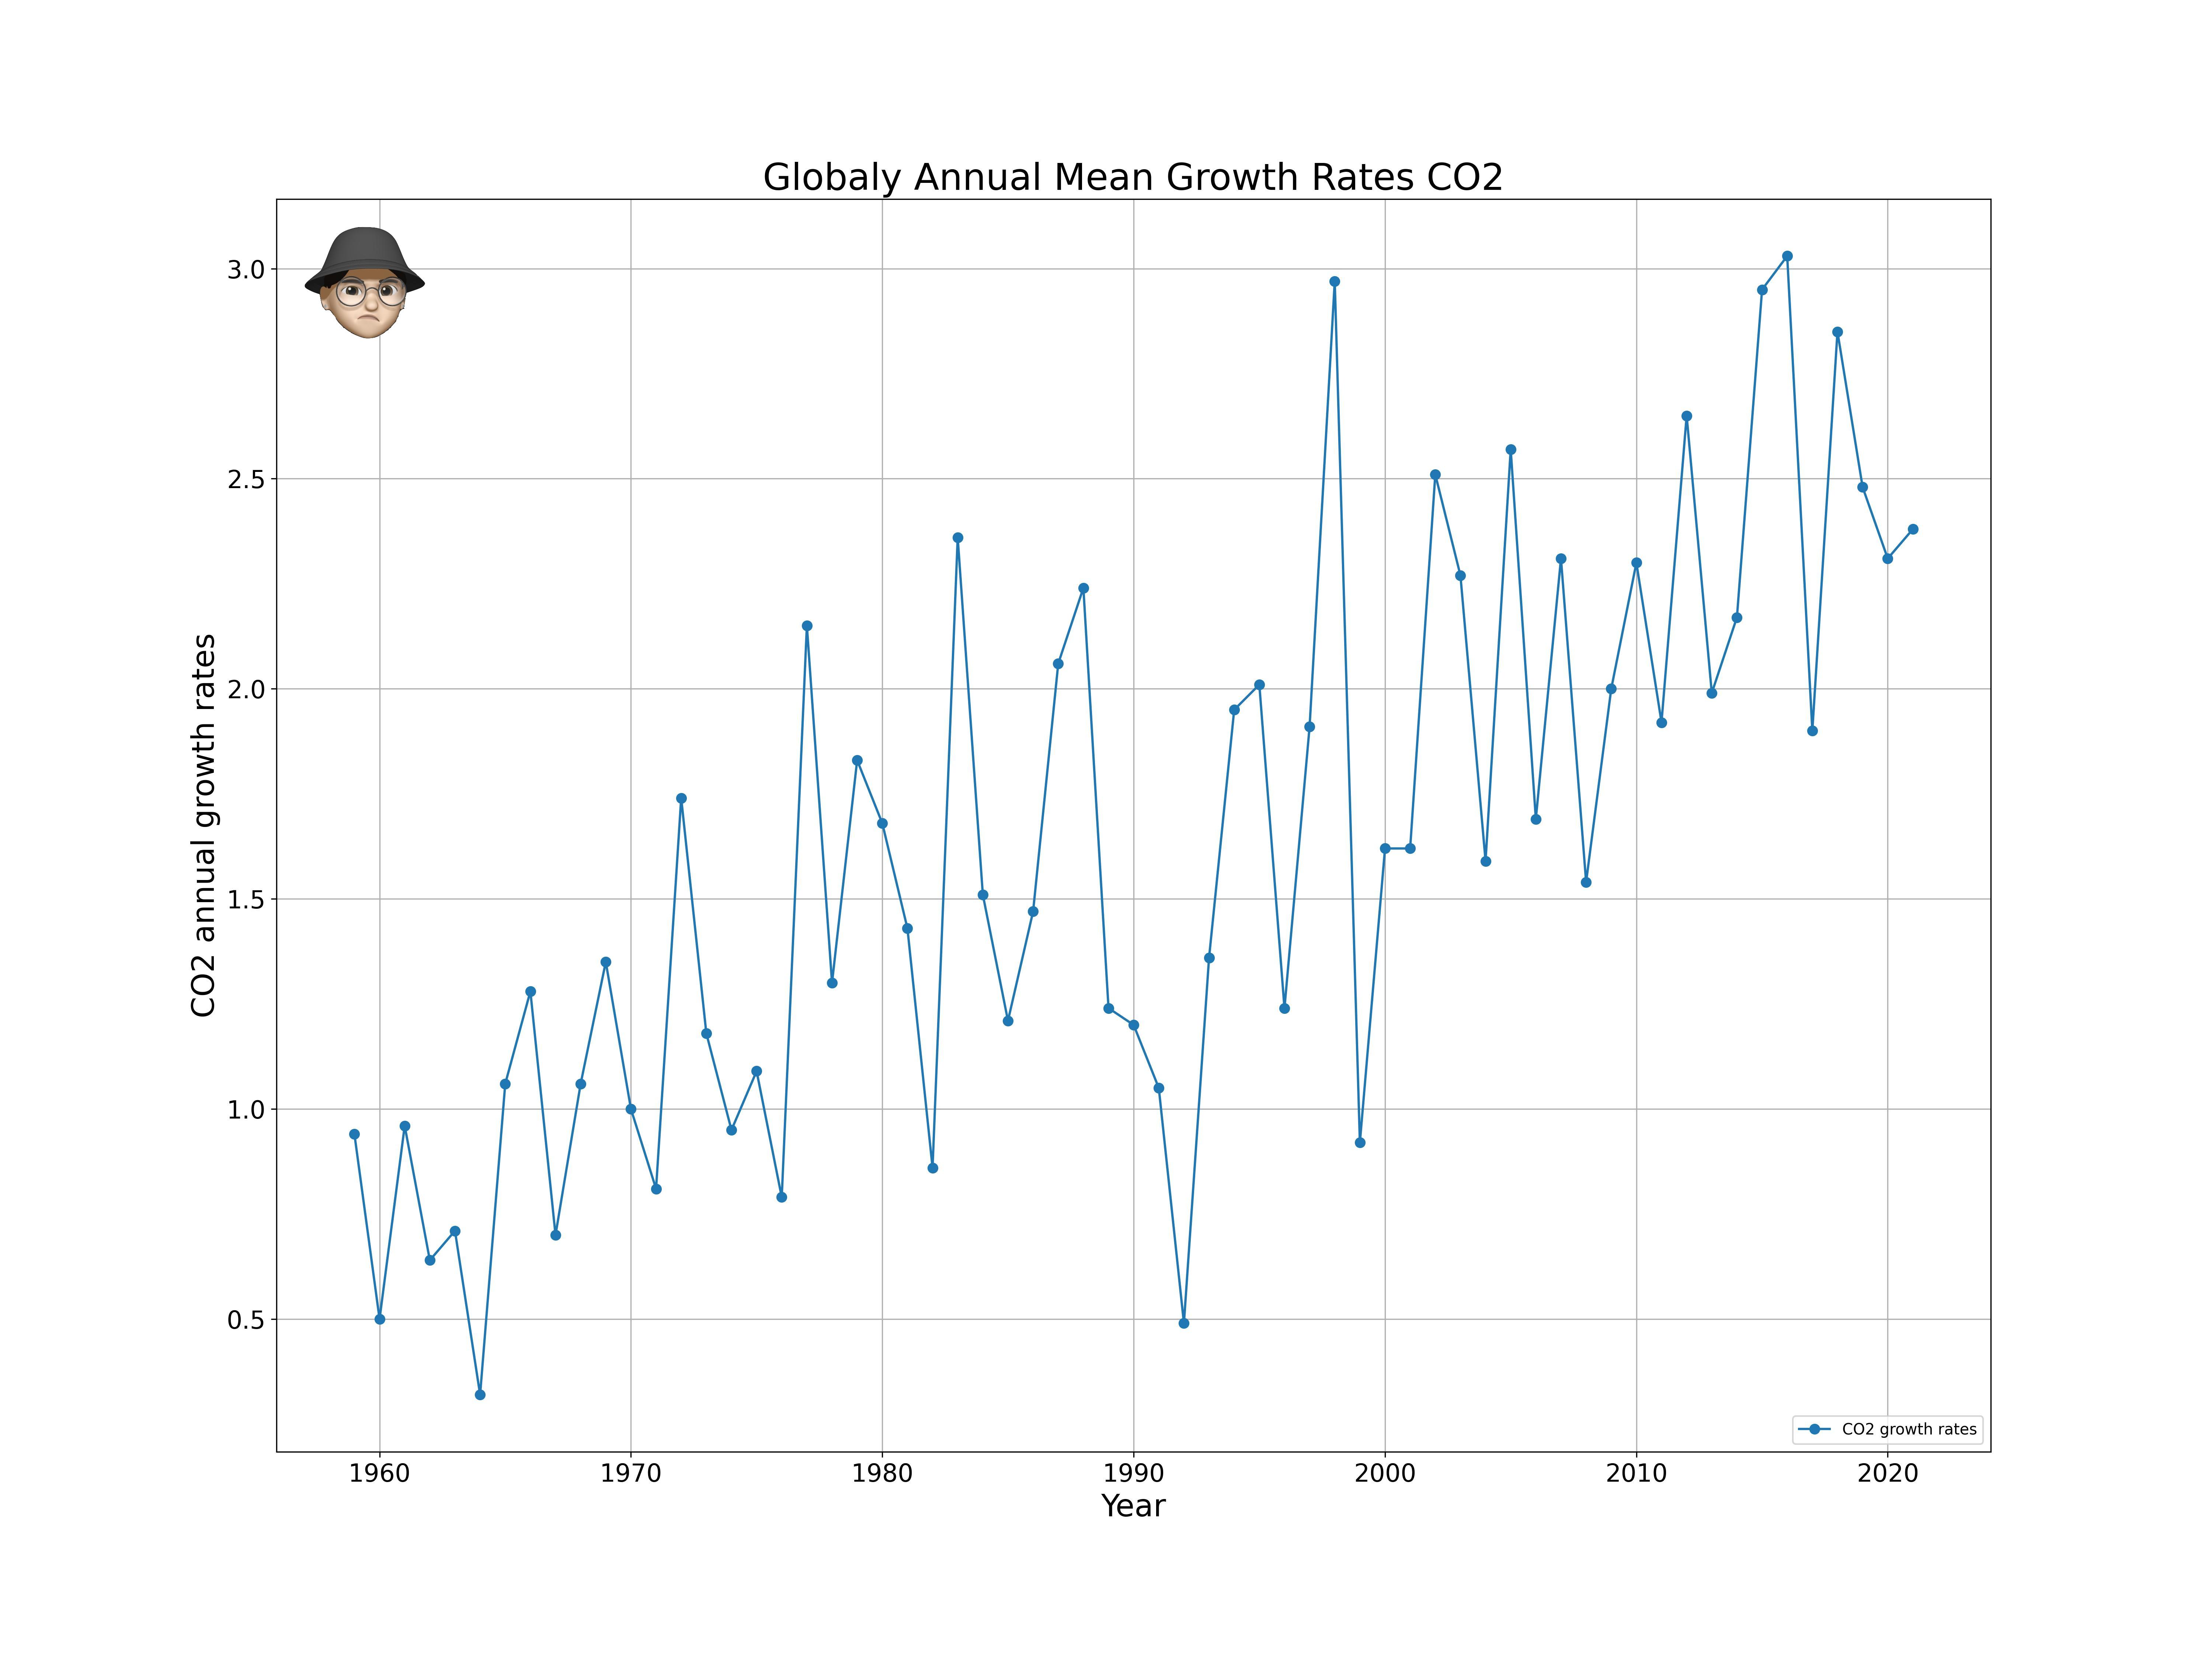 Globaly Annual Mean Growth Rates CO2
3.0
2.5
2.0
1.5
1.0
0.5
CO2 annual growth rates
1960 1970 1980 1990 2000 2010 2020
Year
CO2 growth rates